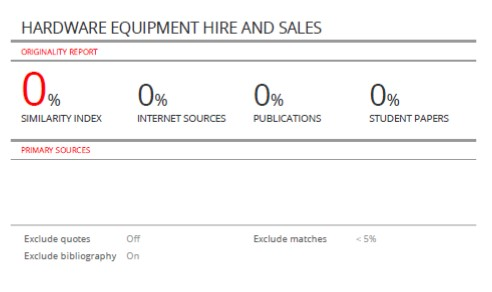 HARDWARE EQUIPMENT HIRE AND SALES
ORIGINALITY REPORT
0% 0% 0% 0%
SIMILARITY INDEX INTERNET SOURCES PUBLICATIONS STUDENT PAPERS
PRIMARY SOURCES
Exclude quotes Off Exclude matches < 5%
Exclude bibliography On